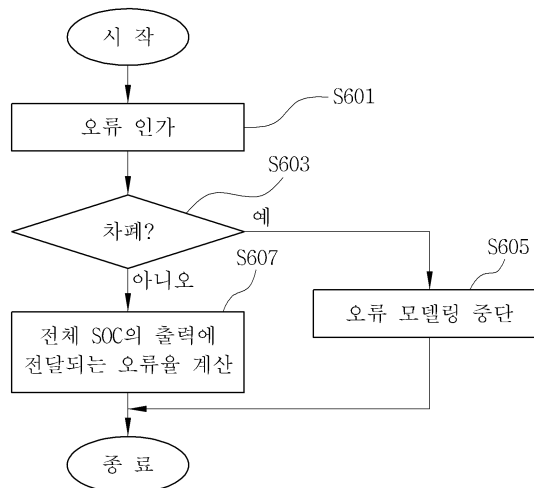 시 작
오류 인가
S601
S603
차폐?
예
아니오
S607
S605
전체 SOC의 출력에
전달되는 오류율 계산
오류 모델링 중단
종 료